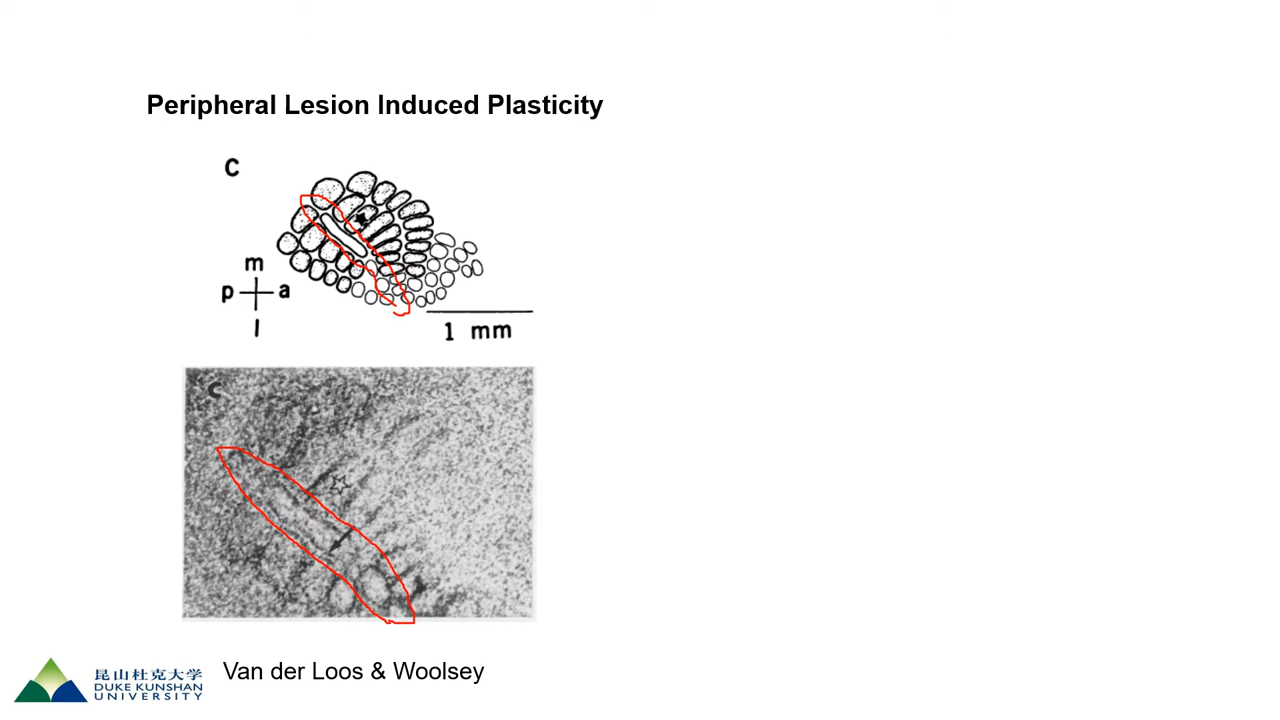 Peripheral Lesion Induced Plasticity
C
m
p a
l
1 mm
C
昆山杜克大学
DUKE KUNSHAN
UNIVERSITY
Van der Loos & Woolsey